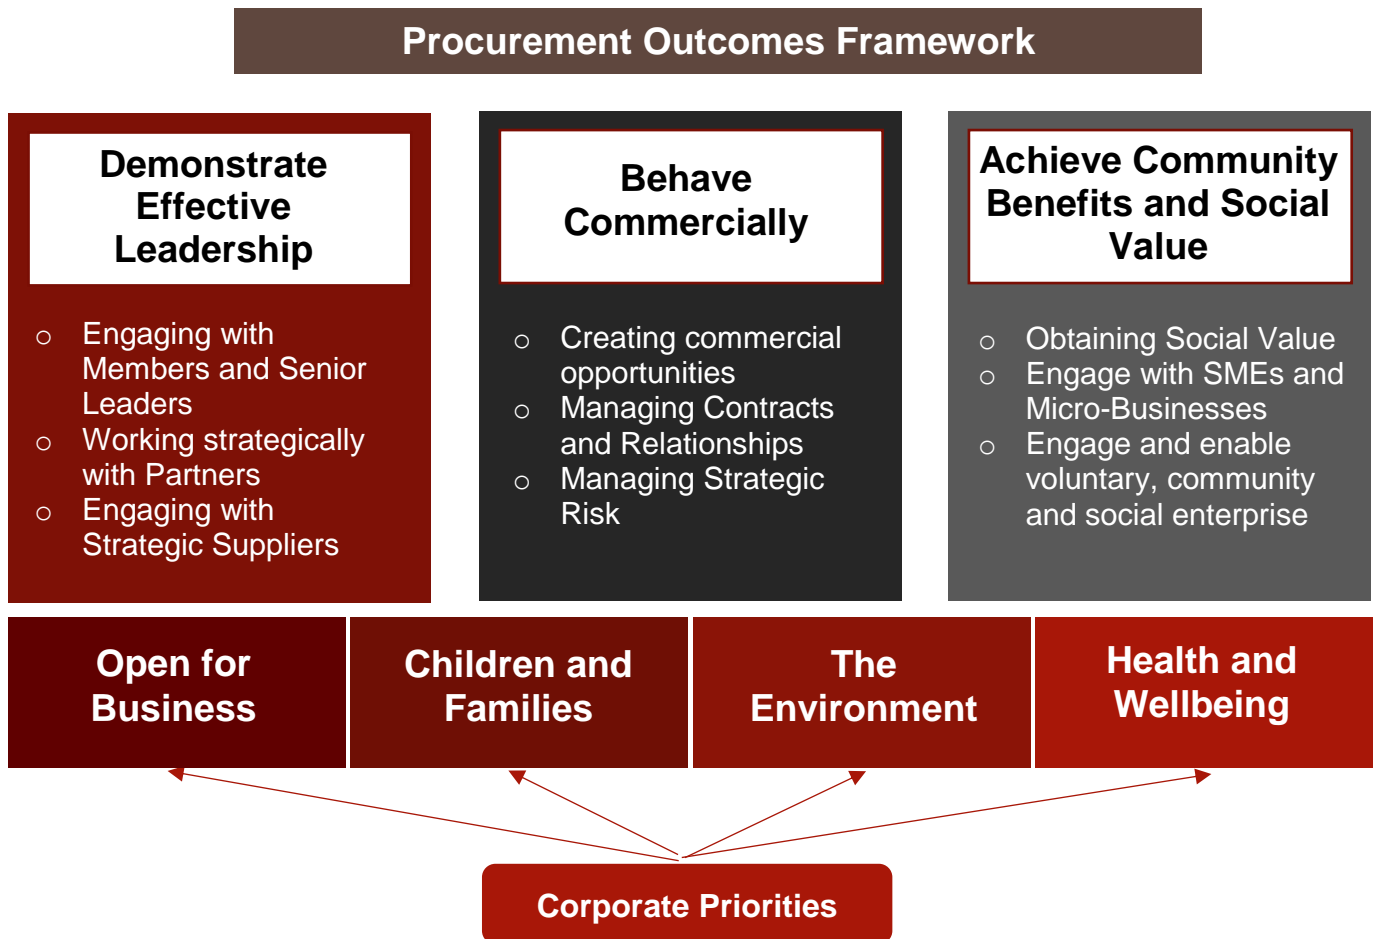 Procurement Outcomes Framework
Demonstrate
Effective
Leadership
o Engaging with
Members and Senior
Leaders
o Working strategically
with Partners
o Engaging with
Strategic Suppliers
Behave
Commercially
o Creating commercial
opportunities
o Managing Contracts
and Relationships
o Managing Strategic
Risk
Achieve Community
Benefits and Social
Value
o Obtaining Social Value
o Engage with SMEs and
Micro-Businesses
o Engage and enable
voluntary, community
and social enterprise
Open for
Business
Children and
Families
The
Environment
Health and
Wellbeing
Corporate Priorities